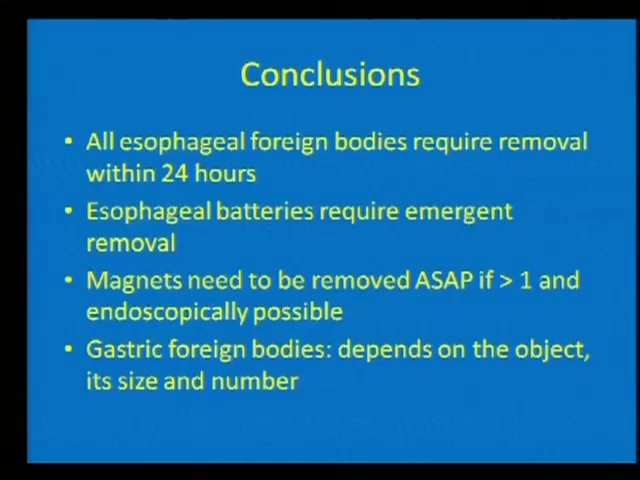 Conclusions
• All esophageal foreign bodies require removal
within 24 hours
• Esophageal batteries require emergent
removal
• Magnets need to be removed ASAP if > 1 and
endoscopically possible
• Gastric foreign bodies: depends on the object,
its size and number